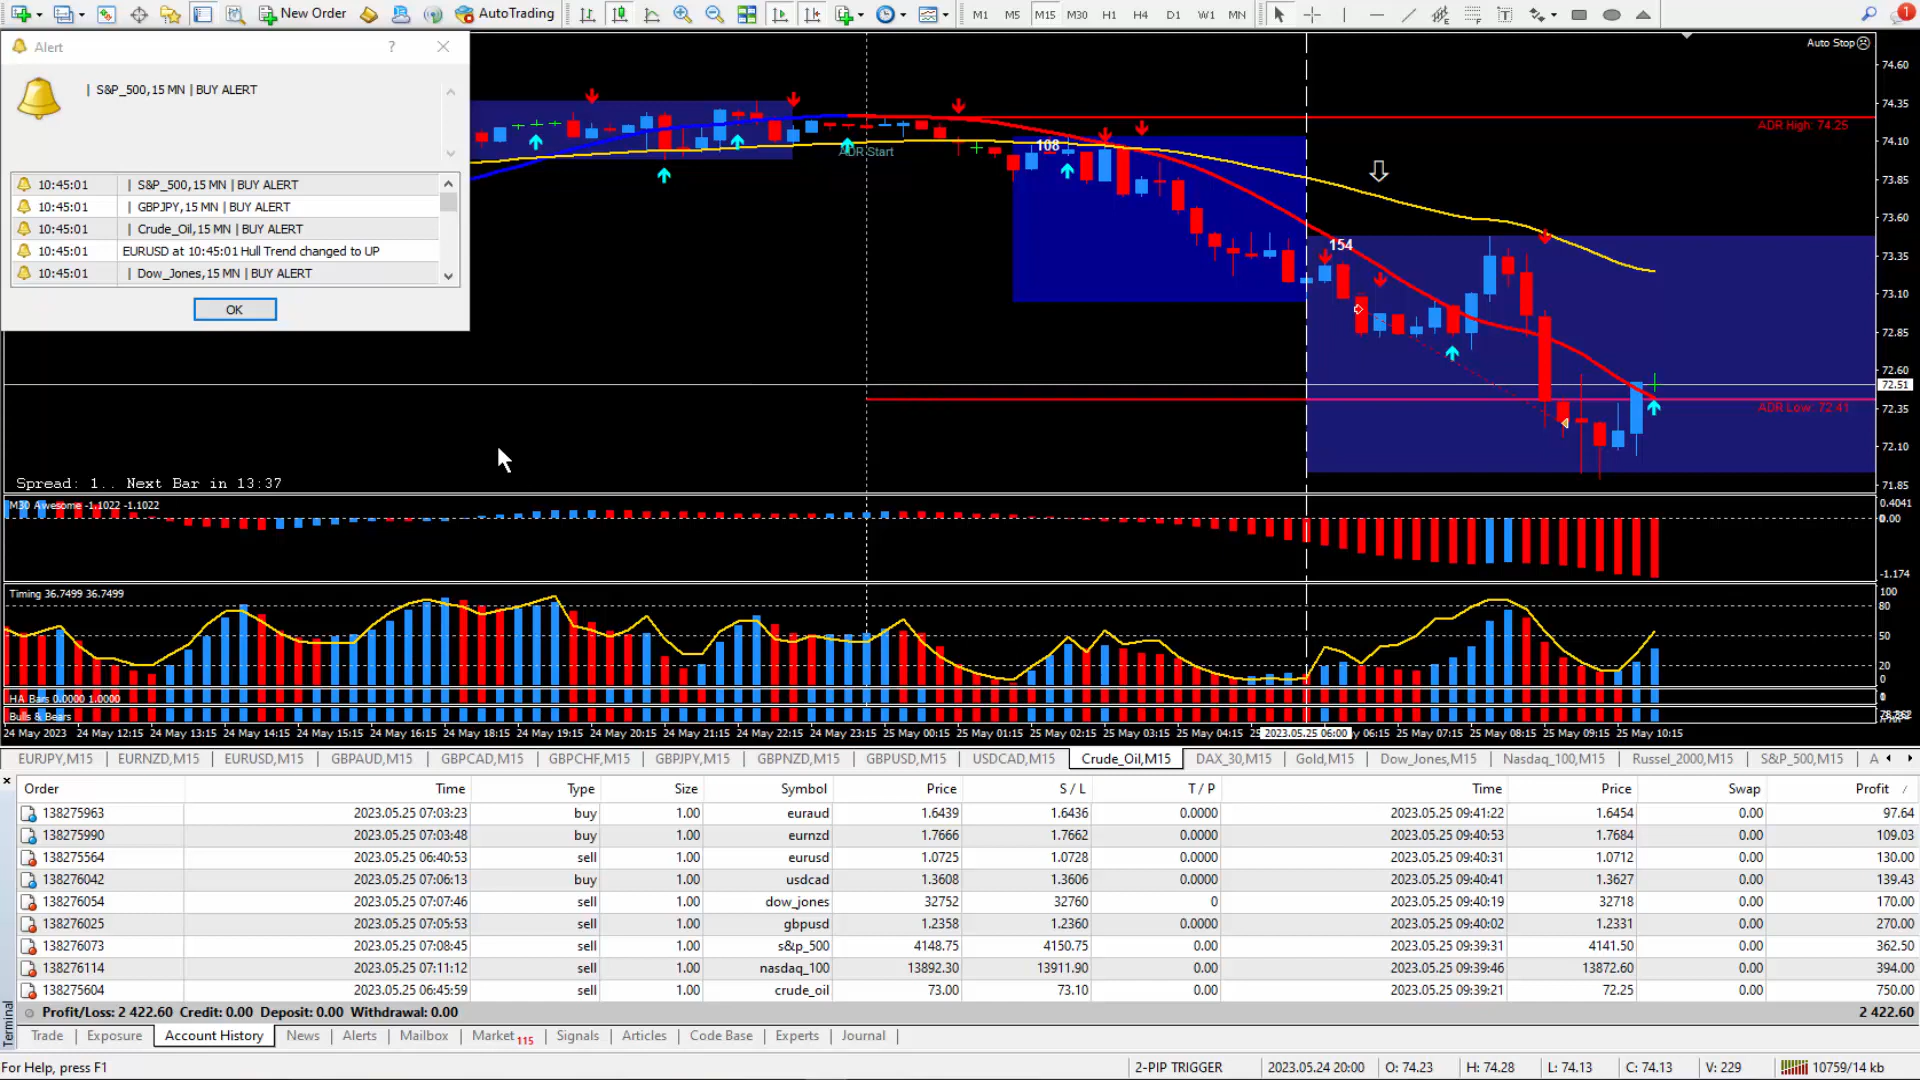 New Order
AutoTrading
M1 M5 M15 M30 H1 H4 D1 W1 MN
1
Alert
?
| S&P_500,15 MN | BUY ALERT
10:45:01 | S&P_500,15 MN | BUY ALERT
10:45:01 | GBPJPY,15 MN | BUY ALERT
10:45:01 | Crude_Oil,15 MN | BUY ALERT
10:45:01 EURUSD at 10:45:01 Hull Trend changed to UP
10:45:01 | Dow_Jones,15 MN | BUY ALERT
OK
Auto Stop
ADR High: 74.25
ADR Start
108
154
ADR Low: 72.41
74.60
74.35
74.10
73.85
73.60
73.35
73.10
72.85
72.60
72.51
72.35
72.10
71.85
Spread: 1.. Next Bar in 13:37
M30 Awesome -1.1022 -1.1022
0.4041
0.00
-1.174
Timing 36.7499 36.7499
100
80
50
20
0
HA Bars 0.0000 1.0000
Bulls & Bears
24 May 2023 24 May 12:15 24 May 13:15 24 May 14:15 24 May 15:15 24 May 16:15 24 May 17:15 24 May 18:15 24 May 19:15 24 May 20:15 24 May 21:15 24 May 22:15 24 May 23:15 25 May 00:15 25 May 01:15 25 May 02:15 25 May 03:15 25 May 04:15 25 2023.05.25 06:00 y 06:15 25 May 07:15 25 May 08:15 25 May 09:15 25 May 10:15
EURJPY,M15 EURNZD,M15 EURUSD,M15 GBPAUD,M15 GBPCAD,M15 GBPCHF,M15 GBPJPY,M15 GBPNZD,M15 GBPUSD,M15 USDCAD,M15 Crude_Oil,M15 DAX_30,M15 Gold,M15 Dow_Jones,M15 Nasdaq_100,M15 Russel_2000,M15 S&P_500,M15 A
Order Time Type Size Symbol Price S / L T / P Time Price Swap Profit /
138275963 2023.05.25 07:03:23 buy 1.00 euraud 1.6439 1.6436 0.0000 2023.05.25 09:41:22 1.6454 0.00 97.64
138275990 2023.05.25 07:03:48 buy 1.00 eurnzd 1.7666 1.7662 0.0000 2023.05.25 09:40:53 1.7684 0.00 109.03
138275564 2023.05.25 06:40:53 sell 1.00 eurusd 1.0725 1.0728 0.0000 2023.05.25 09:40:31 1.0712 0.00 130.00
138276042 2023.05.25 07:06:13 buy 1.00 usdcad 1.3608 1.3606 0.0000 2023.05.25 09:40:41 1.3627 0.00 139.43
138276054 2023.05.25 07:07:46 sell 1.00 dow_jones 32752 32760 0 2023.05.25 09:40:19 32718 0.00 170.00
138276025 2023.05.25 07:05:53 sell 1.00 gbpusd 1.2358 1.2360 0.0000 2023.05.25 09:40:02 1.2331 0.00 270.00
138276073 2023.05.25 07:08:45 sell 1.00 s&p_500 4148.75 4150.75 0.00 2023.05.25 09:39:31 4141.50 0.00 362.50
138276114 2023.05.25 07:11:12 sell 1.00 nasdaq_100 13892.30 13911.90 0.00 2023.05.25 09:39:46 13872.60 0.00 394.00
138275604 2023.05.25 06:45:59 sell 1.00 crude_oil 73.00 73.10 0.00 2023.05.25 09:39:21 72.25 0.00 750.00
Profit/Loss: 2 422.60 Credit: 0.00 Deposit: 0.00 Withdrawal: 0.00 2 422.60
Terminal
Trade Exposure Account History News Alerts Mailbox Market 115 Signals Articles Code Base Experts Journal
For Help, press F1 2-PIP TRIGGER 2023.05.24 20:00 O: 74.23 H: 74.28 L: 74.13 C: 74.13 V: 229 10759/14 kb